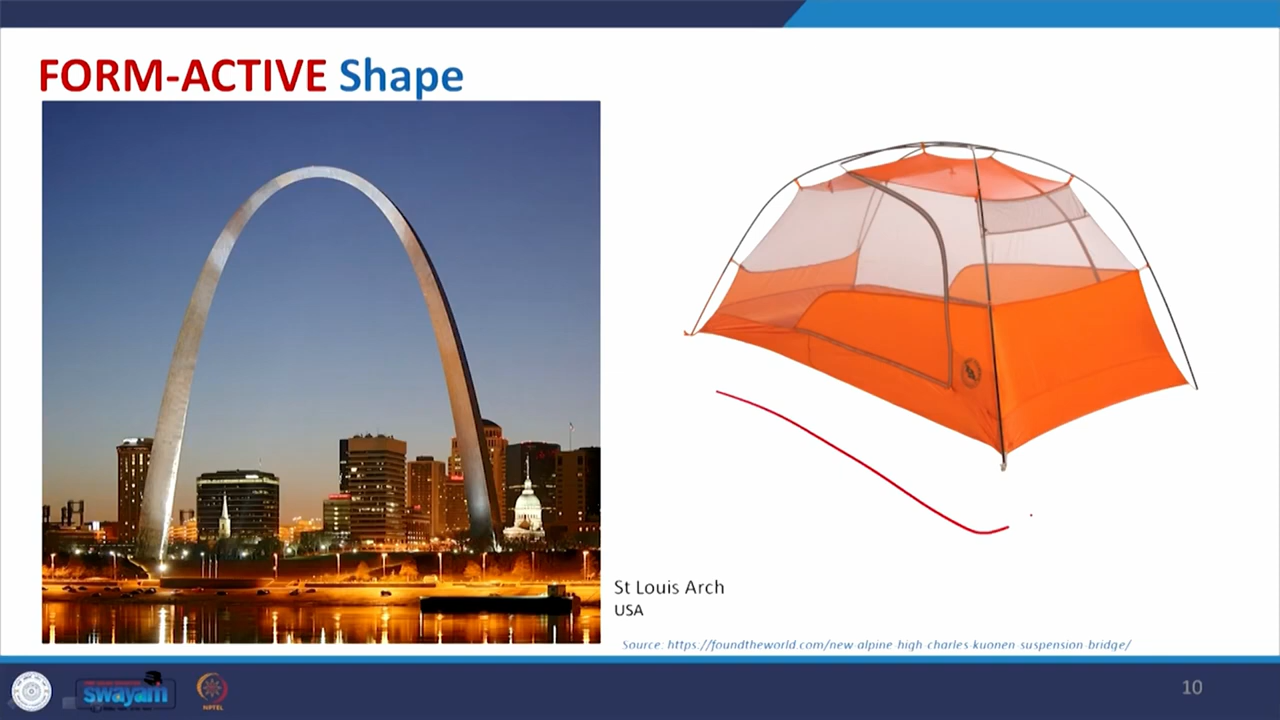 FORM-ACTIVE Shape
St Louis Arch
USA
Source: https://foundtheworld.com/new-alpine-high-charles-kuonen-suspension-bridge/
swayam
NPTEL
10